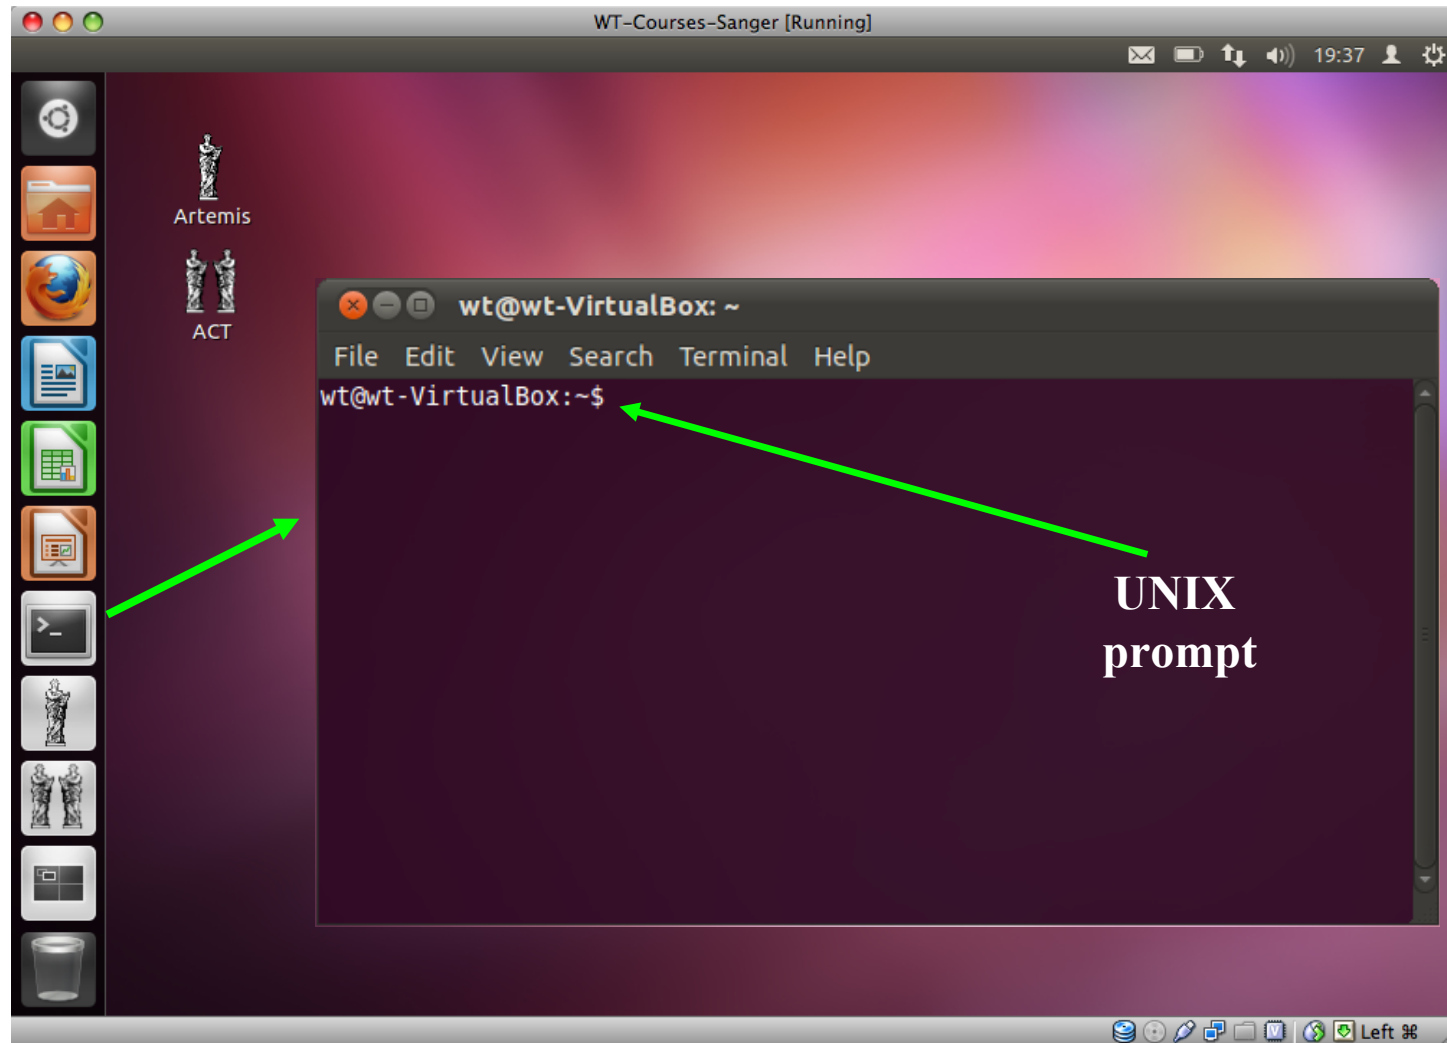 WT-Courses-Sanger [Running]
19:37
Artemis
ACT
wt@wt-VirtualBox: ~
File Edit View Search Terminal Help
wt@wt-VirtualBox:~$
UNIX
prompt
Left ⌘